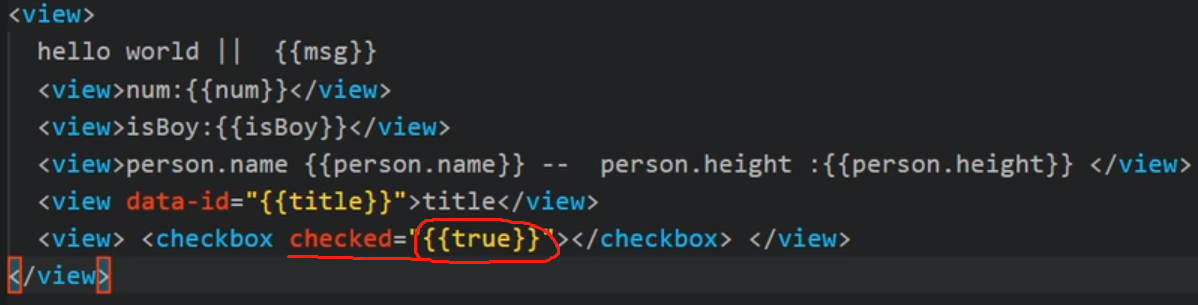 <view>
hello world ||  {{msg}}
<view>num:{{num}}</view>
<view>isBoy:{{isBoy}}</view>
<view>person.name {{person.name}} --  person.height :{{person.height}} </view>
<view data-id="{{title}}">title</view>
<view> <checkbox checked="{{true}}"></checkbox> </view>
</view>